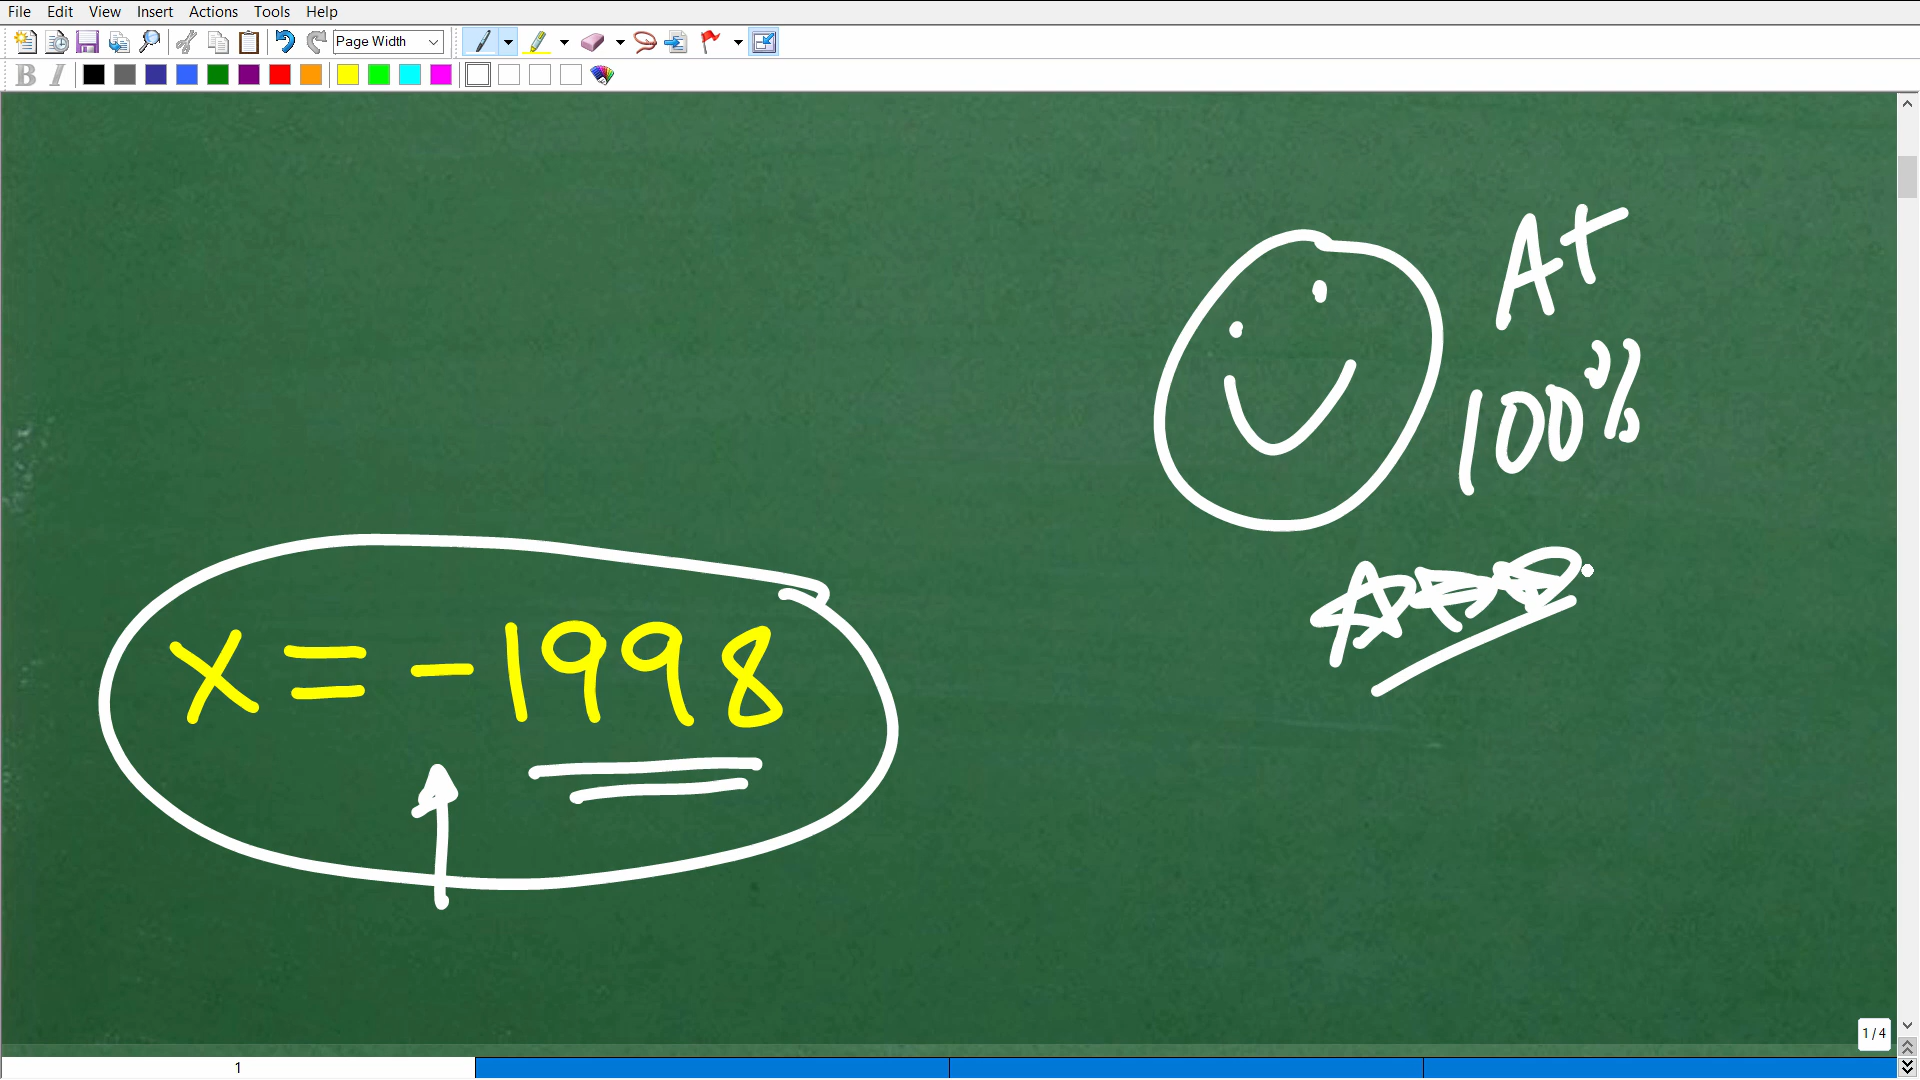 File Edit View Insert Actions Tools Help
Page Width
B I
A+
100%
x = -1998
1 / 4
1